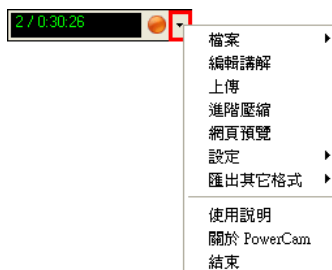 2 / 0:30:26
檔案
編輯講解
上傳
進階壓縮
網頁預覽
設定
匯出其它格式
使用說明
關於 PowerCam
結束